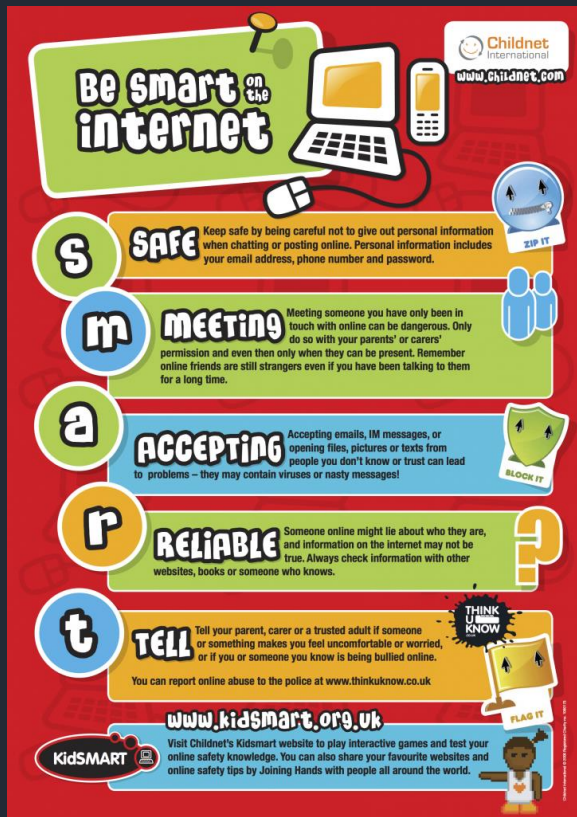 Childnet
International
www.childnet.com
Be Smart on the
internet
S
SAFE
Keep safe by being careful not to give out personal information
when chatting or posting online. Personal information includes
your email address, phone number and password.
ZIP IT
m
MEETING
Meeting someone you have only been in
touch with online can be dangerous. Only
do so with your parents' or carers'
permission and even then only when they can be present. Remember
online friends are still strangers even if you have been talking to them
for a long time.
a
ACCEPTING
Accepting emails, IM messages, or
opening files, pictures or texts from
people you don't know or trust can lead
to problems – they may contain viruses or nasty messages!
BLOCK IT
r
RELIABLE
Someone online might lie about who they are,
and information on the internet may not be
true. Always check information with other
websites, books or someone who knows.
?
t
TELL
Tell your parent, carer or a trusted adult if someone
or something makes you feel uncomfortable or worried,
or if you or someone you know is being bullied online.
You can report online abuse to the police at www.thinkuknow.co.uk
THINK
U
KNOW
FLAG IT
www.kidsmart.org.uk
KidSMART
Visit Childnet's Kidsmart website to play interactive games and test your
online safety knowledge. You can also share your favourite websites and
online safety tips by Joining Hands with people all around the world.